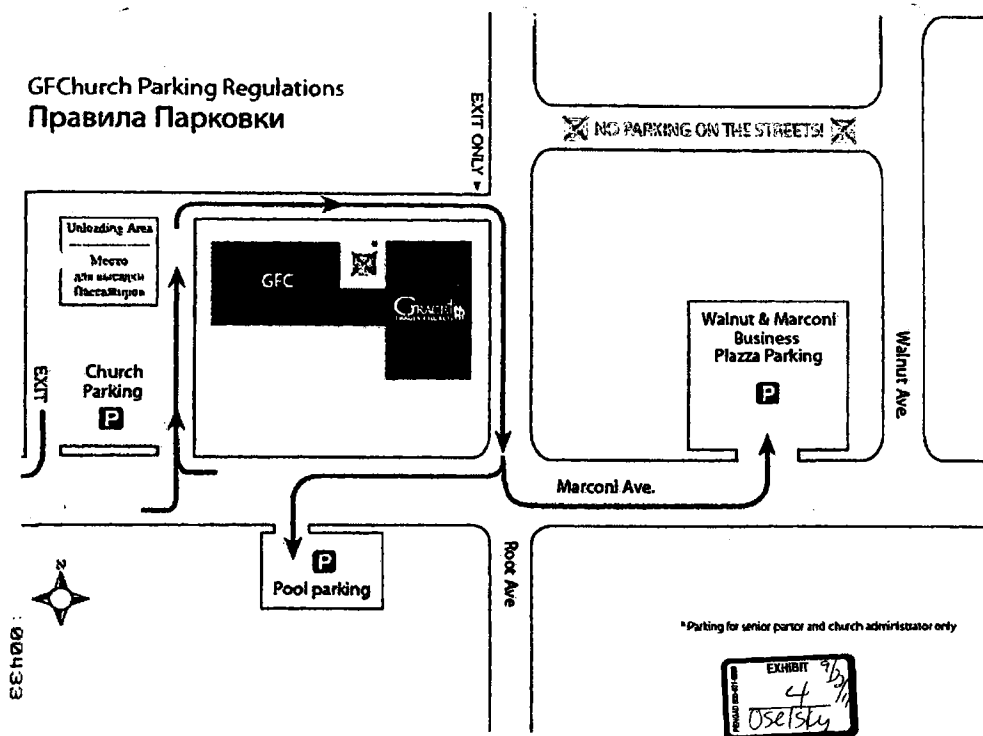 GFChurch Parking Regulations
Правила Парковки
EXIT ONLY
NO PARKING ON THE STREETS!
Unloading Area
Место
для высадки
Пассажиров
GFC
GRACE
*
Church
Parking
P
EXIT
Walnut & Marconi
Business
Plazza Parking
P
Walnut Ave.
Marconi Ave.
P
Pool parking
Root Ave
N
*Parking for senior partor and church administrator only
:00433
EXHIBIT
4
Oselsky